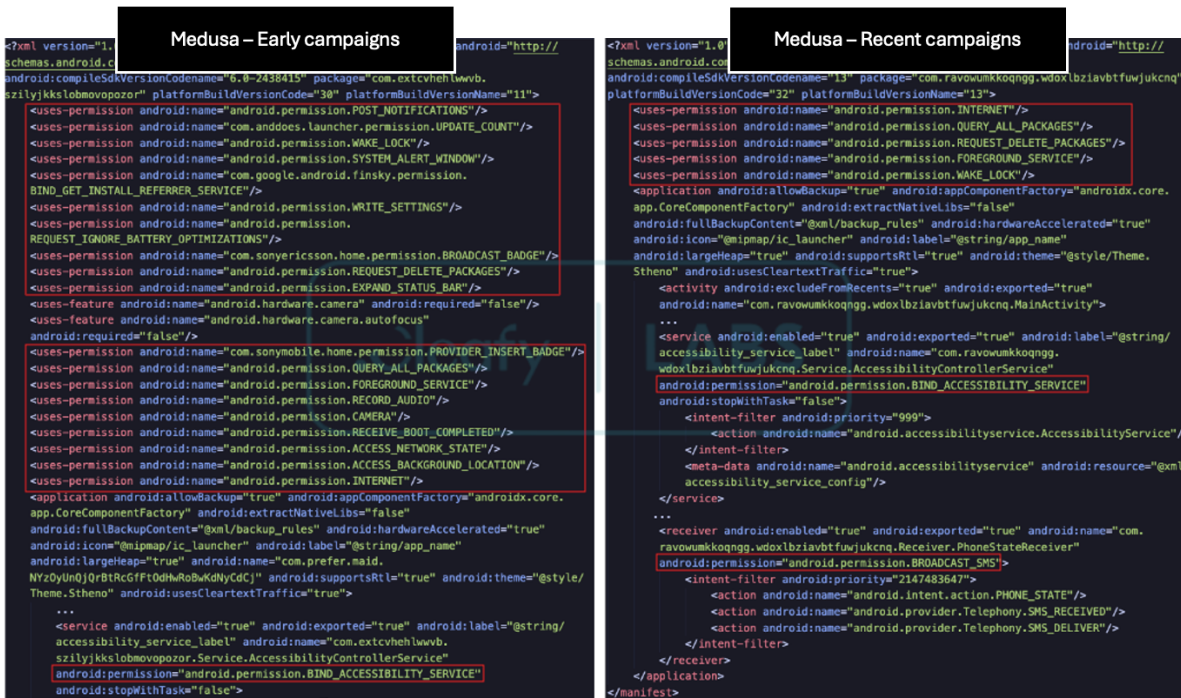 Medusa – Early campaigns
<?xml version="1.0 android="http://
schemas.android.co
android:compileSdkVersionCodename="6.0-2438415" package="com.extcvhehlwwvb.
szilyjkkslobmovopozor" platformBuildVersionCode="30" platformBuildVersionName="11">
<uses-permission android:name="android.permission.POST_NOTIFICATIONS"/>
<uses-permission android:name="com.anddoes.launcher.permission.UPDATE_COUNT"/>
<uses-permission android:name="android.permission.WAKE_LOCK"/>
<uses-permission android:name="android.permission.SYSTEM_ALERT_WINDOW"/>
<uses-permission android:name="com.google.android.finsky.permission.
BIND_GET_INSTALL_REFERRER_SERVICE"/>
<uses-permission android:name="android.permission.WRITE_SETTINGS"/>
<uses-permission android:name="android.permission.
REQUEST_IGNORE_BATTERY_OPTIMIZATIONS"/>
<uses-permission android:name="com.sonyericsson.home.permission.BROADCAST_BADGE"/>
<uses-permission android:name="android.permission.REQUEST_DELETE_PACKAGES"/>
<uses-permission android:name="android.permission.EXPAND_STATUS_BAR"/>
<uses-feature android:name="android.hardware.camera" android:required="false"/>
<uses-feature android:name="android.hardware.camera.autofocus"
android:required="false"/>
<uses-permission android:name="com.sonymobile.home.permission.PROVIDER_INSERT_BADGE"/>
<uses-permission android:name="android.permission.QUERY_ALL_PACKAGES"/>
<uses-permission android:name="android.permission.FOREGROUND_SERVICE"/>
<uses-permission android:name="android.permission.RECORD_AUDIO"/>
<uses-permission android:name="android.permission.CAMERA"/>
<uses-permission android:name="android.permission.RECEIVE_BOOT_COMPLETED"/>
<uses-permission android:name="android.permission.ACCESS_NETWORK_STATE"/>
<uses-permission android:name="android.permission.ACCESS_BACKGROUND_LOCATION"/>
<uses-permission android:name="android.permission.INTERNET"/>
<application android:allowBackup="true" android:appComponentFactory="androidx.core.
app.CoreComponentFactory" android:extractNativeLibs="false"
android:fullBackupContent="@xml/backup_rules" android:hardwareAccelerated="true"
android:icon="@mipmap/ic_launcher" android:label="@string/app_name"
android:largeHeap="true" android:name="com.prefer.maid.
NYzOyUnQjQrBtRcGfFtOdHwRoBwKdNyCdCj" android:supportsRtl="true" android:theme="@style/
Theme.Stheno" android:usesCleartextTraffic="true">
...
<service android:enabled="true" android:exported="true" android:label="@string/
accessibility_service_label" android:name="com.extcvhehlwwvb.
szilyjkkslobmovopozor.Service.AccessibilityControllerService"
android:permission="android.permission.BIND_ACCESSIBILITY_SERVICE"
android:stopWithTask="false">
Medusa – Recent campaigns
<?xml version="1.0" android="http://
schemas.android.co
android:compileSdkVersionCodename="13" package="com.ravowumkkoqngg.wdoxlbziavbtfuwjukcnq"
platformBuildVersionCode="32" platformBuildVersionName="13">
<uses-permission android:name="android.permission.INTERNET"/>
<uses-permission android:name="android.permission.QUERY_ALL_PACKAGES"/>
<uses-permission android:name="android.permission.REQUEST_DELETE_PACKAGES"/>
<uses-permission android:name="android.permission.FOREGROUND_SERVICE"/>
<uses-permission android:name="android.permission.WAKE_LOCK"/>
<application android:allowBackup="true" android:appComponentFactory="androidx.core.
app.CoreComponentFactory" android:extractNativeLibs="false"
android:fullBackupContent="@xml/backup_rules" android:hardwareAccelerated="true"
android:icon="@mipmap/ic_launcher" android:label="@string/app_name"
android:largeHeap="true" android:supportsRtl="true" android:theme="@style/Theme.
Stheno" android:usesCleartextTraffic="true">
<activity android:excludeFromRecents="true" android:exported="true"
android:name="com.ravowumkkoqngg.wdoxlbziavbtfuwjukcnq.MainActivity">
...
<service android:enabled="true" android:exported="true" android:label="@string/
accessibility_service_label" android:name="com.ravowumkkoqngg.
wdoxlbziavbtfuwjukcnq.Service.AccessibilityControllerService"
android:permission="android.permission.BIND_ACCESSIBILITY_SERVICE"
android:stopWithTask="false">
<intent-filter android:priority="999">
<action android:name="android.accessibilityservice.AccessibilityService"/
</intent-filter>
<meta-data android:name="android.accessibilityservice" android:resource="@xml
accessibility_service_config"/>
</service>
...
<receiver android:enabled="true" android:exported="true" android:name="com.
ravowumkkoqngg.wdoxlbziavbtfuwjukcnq.Receiver.PhoneStateReceiver"
android:permission="android.permission.BROADCAST_SMS">
<intent-filter android:priority="2147483647">
<action android:name="android.intent.action.PHONE_STATE"/>
<action android:name="android.provider.Telephony.SMS_RECEIVED"/>
<action android:name="android.provider.Telephony.SMS_DELIVER"/>
</intent-filter>
</receiver>
</application>
</manifest>
Cleafy LABS